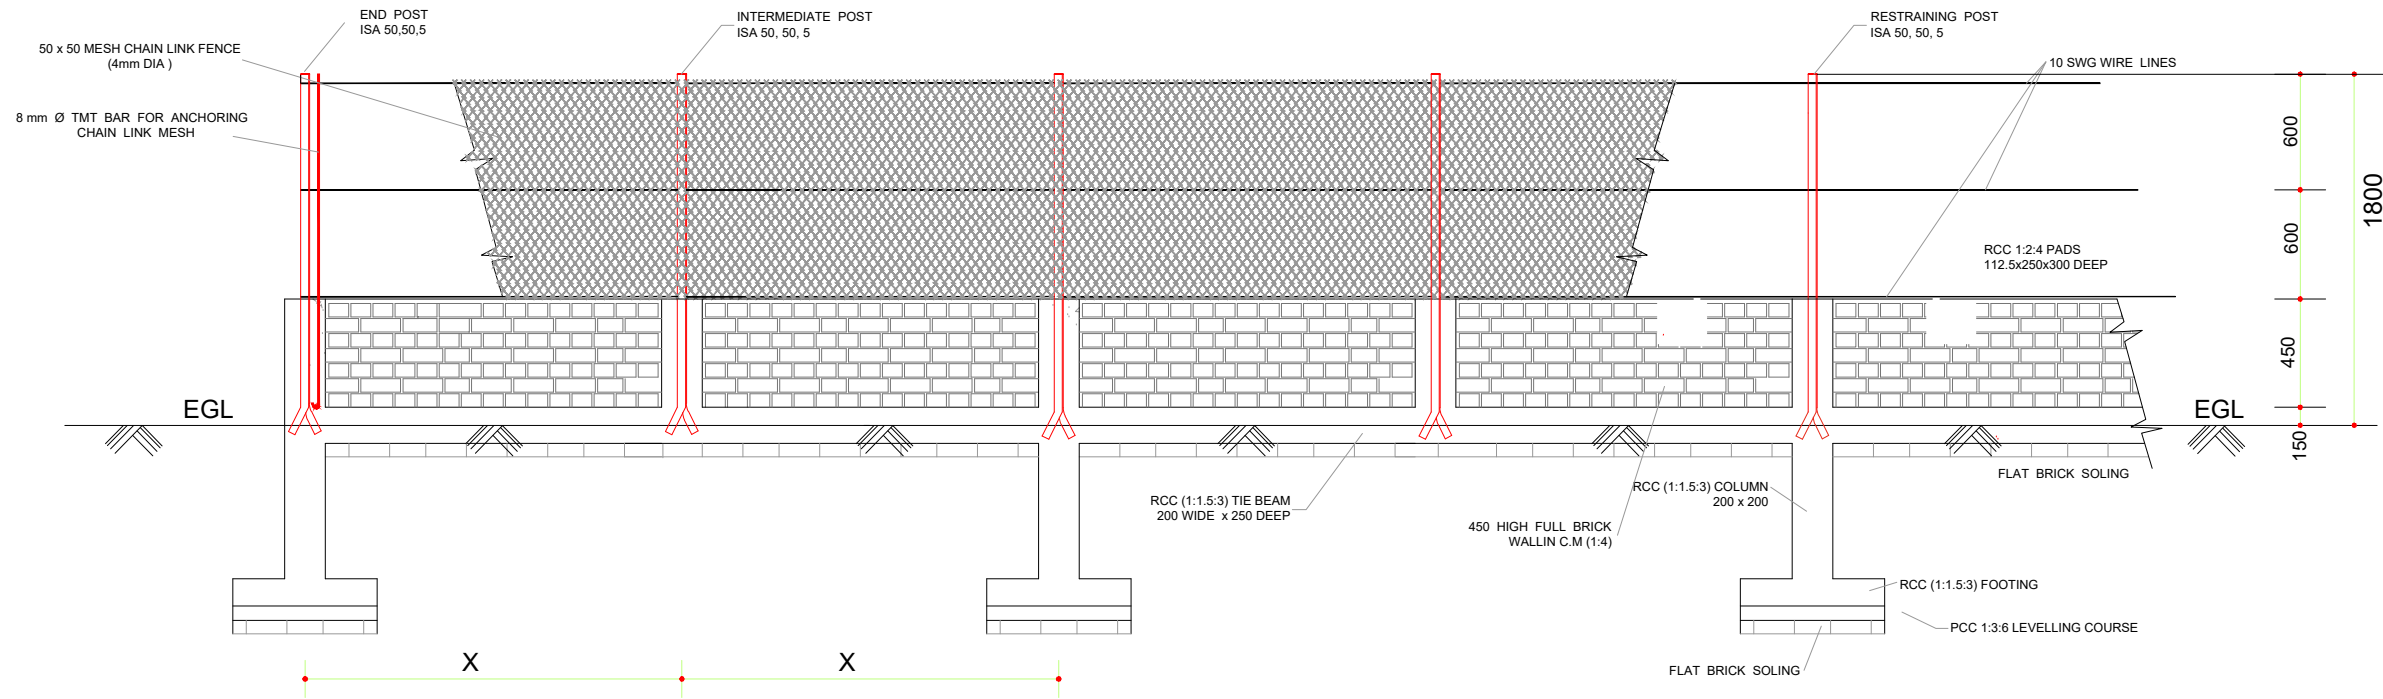 END POST
ISA 50,50,5
INTERMEDIATE POST
ISA 50, 50, 5
RESTRAINING POST
ISA 50, 50, 5
50 x 50 MESH CHAIN LINK FENCE
(4mm DIA )
10 SWG WIRE LINES
8 mm Ø TMT BAR FOR ANCHORING
CHAIN LINK MESH
600
1800
600
RCC 1:2:4 PADS
112.5x250x300 DEEP
450
EGL
EGL
150
FLAT BRICK SOLING
RCC (1:1.5:3) TIE BEAM
200 WIDE x 250 DEEP
RCC (1:1.5:3) COLUMN
200 x 200
450 HIGH FULL BRICK
WALLIN C.M (1:4)
RCC (1:1.5:3) FOOTING
PCC 1:3:6 LEVELLING COURSE
FLAT BRICK SOLING
X
X